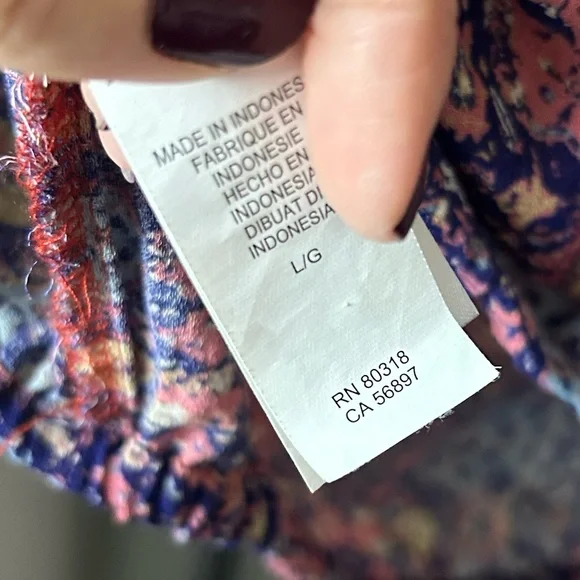 MADE IN INDONES
FABRIQUE EN
INDONESIE
HECHO EN
INDONESIA
DIBUAT DI
INDONESIA
L/G
RN 80318
CA 56897